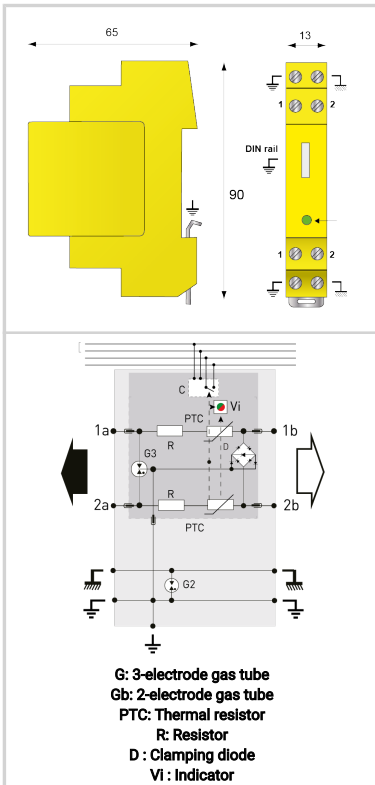 65
13
1 2
DIN rail
90
1 2
C
Vi
PTC
1a
R
D
1b
G3
R
2a
2b
PTC
G2
G: 3-electrode gas tube
Gb: 2-electrode gas tube
PTC: Thermal resistor
R: Resistor
D : Clamping diode
Vi : Indicator